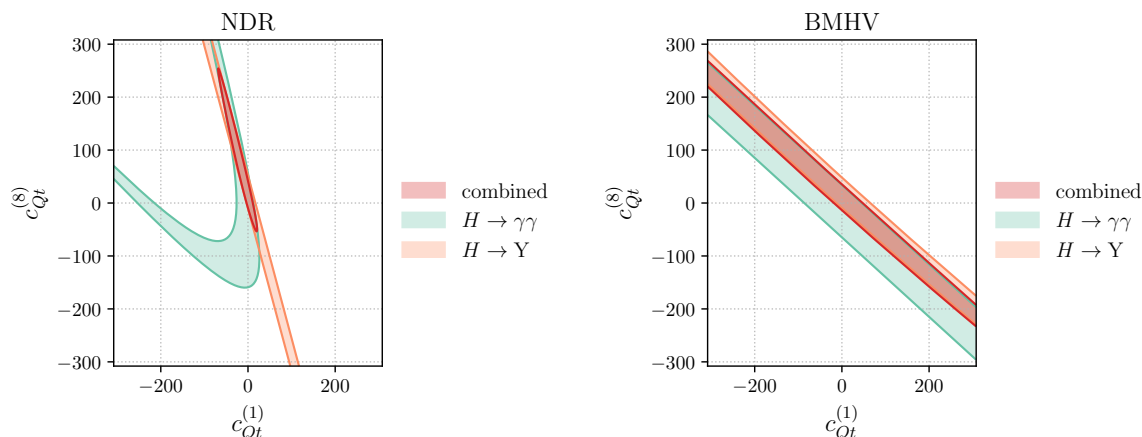 NDR
300
200
100
0
−100
−200
−300
−200
0
200
c_{Qt}^{(8)}
c_{Qt}^{(1)}
combined
H → γγ
H → Y
BMHV
300
200
100
0
−100
−200
−300
−200
0
200
c_{Qt}^{(8)}
c_{Qt}^{(1)}
combined
H → γγ
H → Y